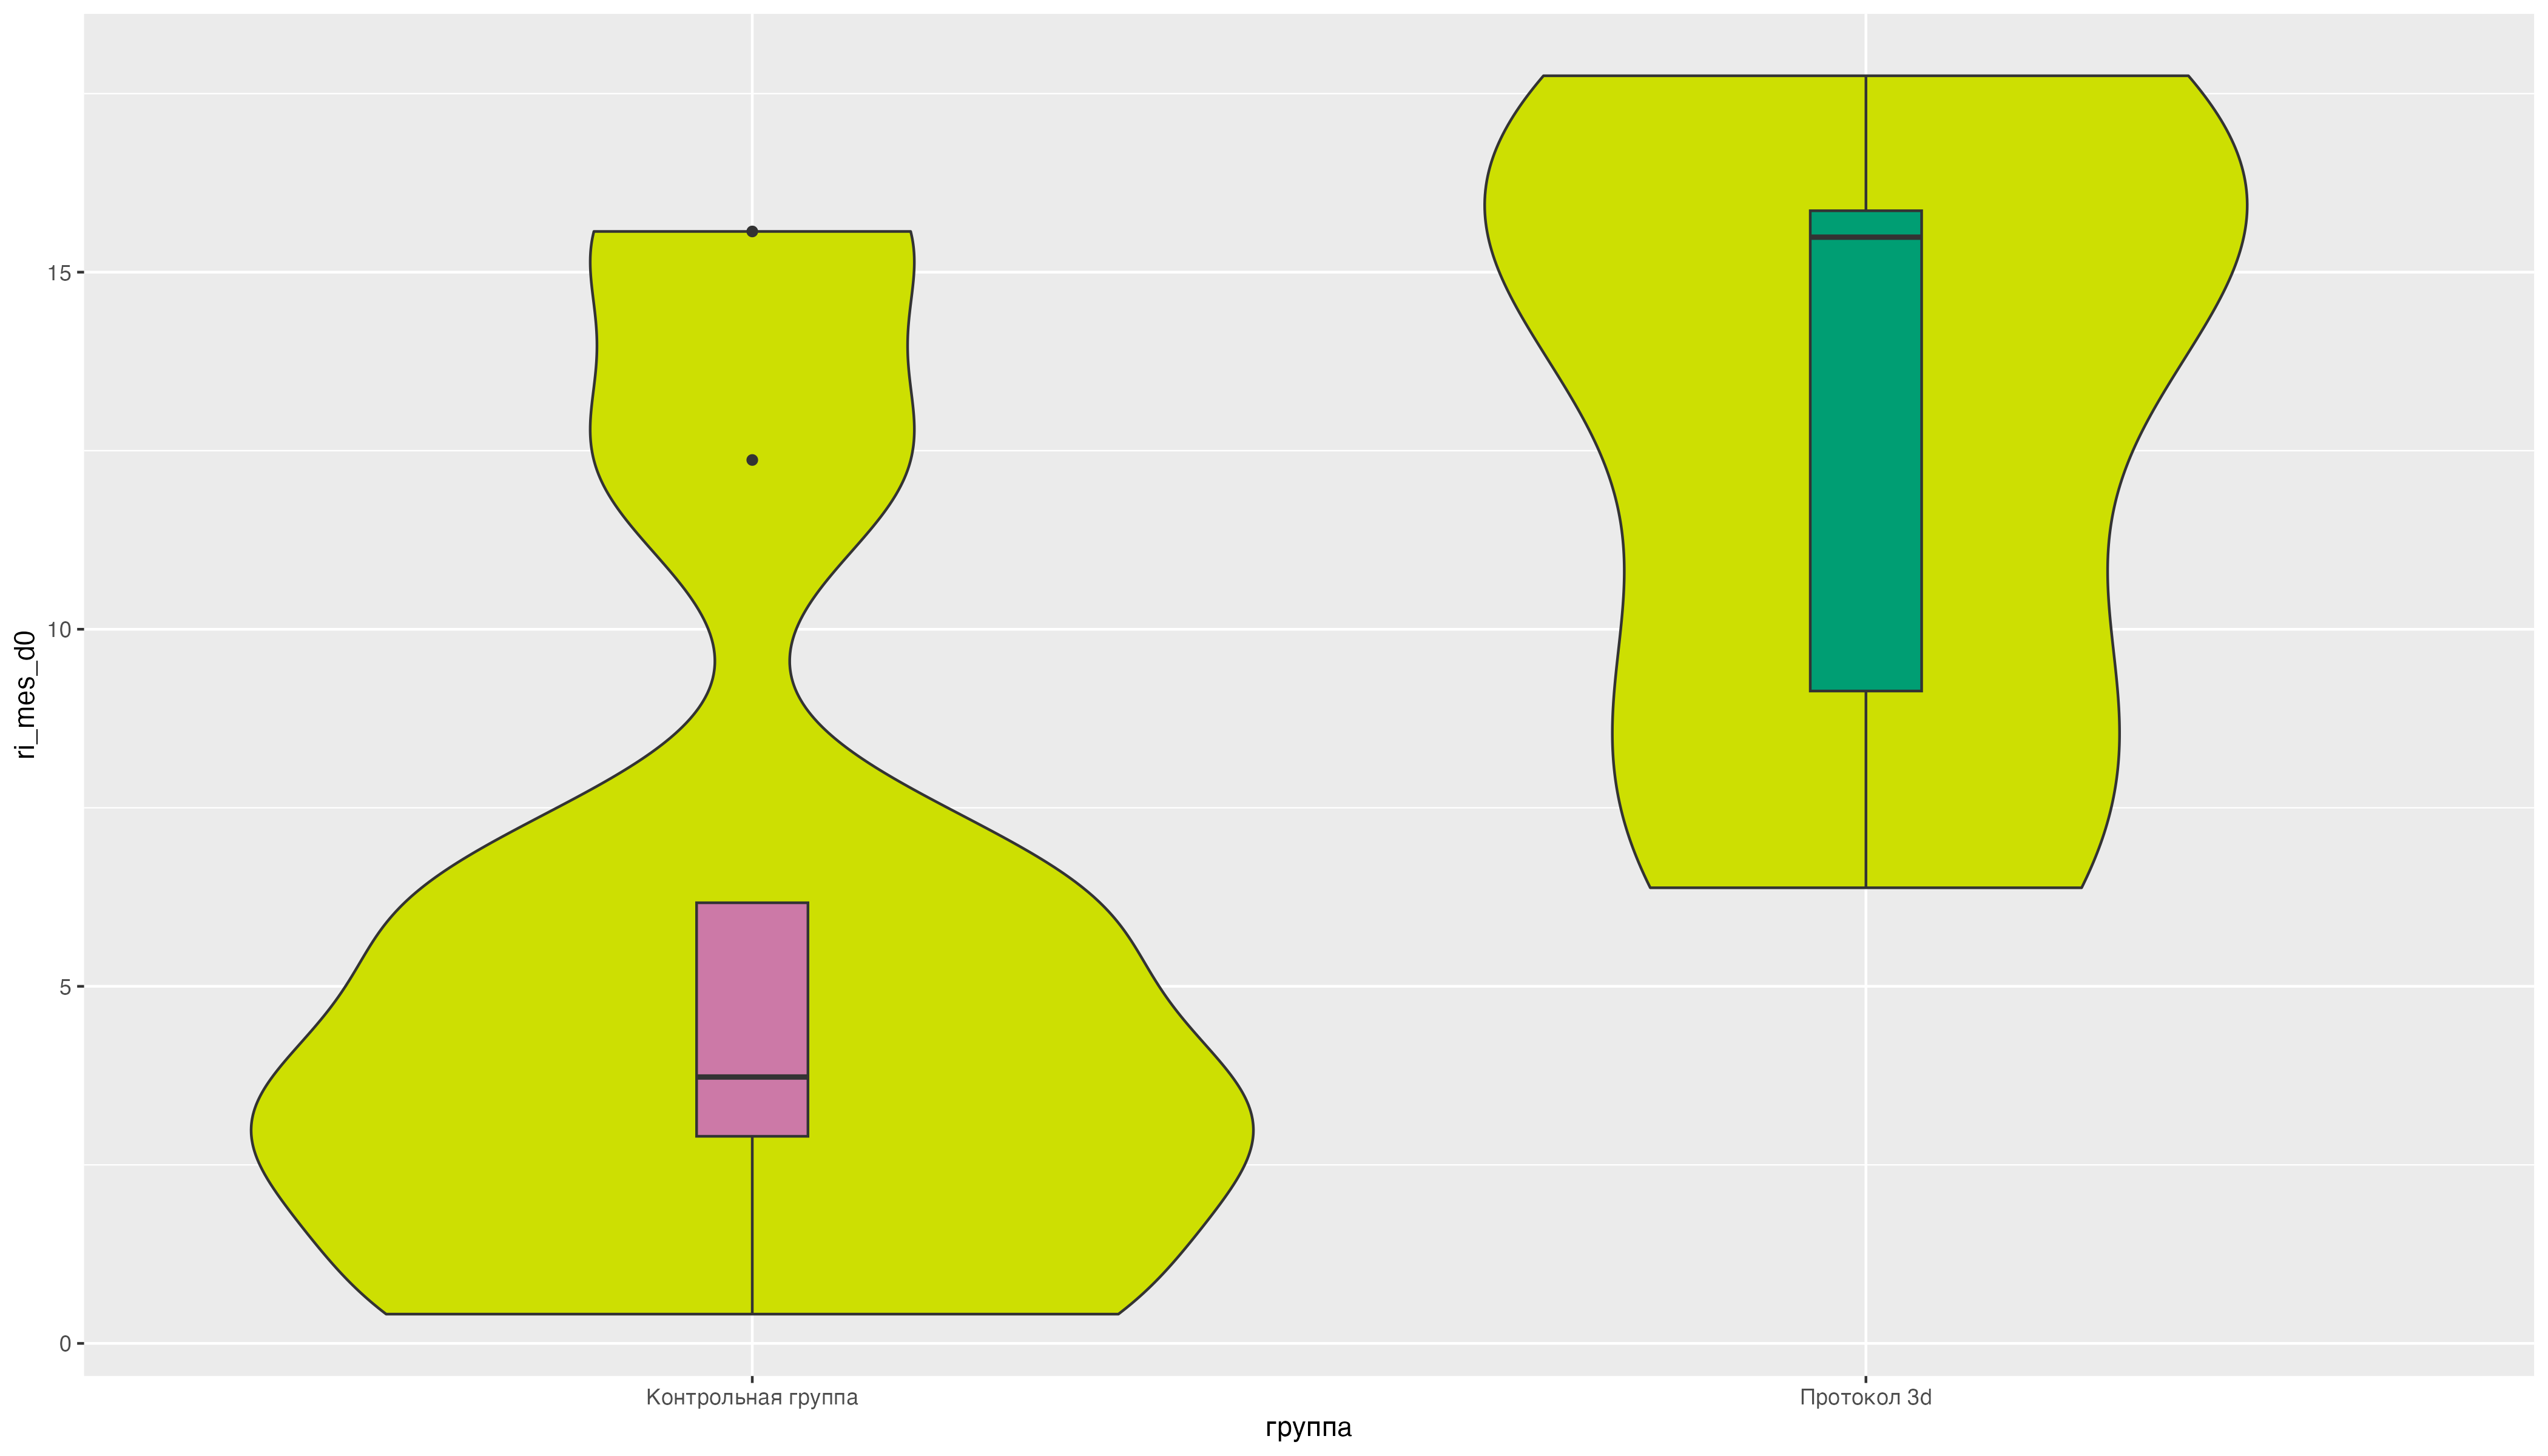 ri_mes_d0
15
10
5
0
Контрольная группа
Протокол 3d
группа